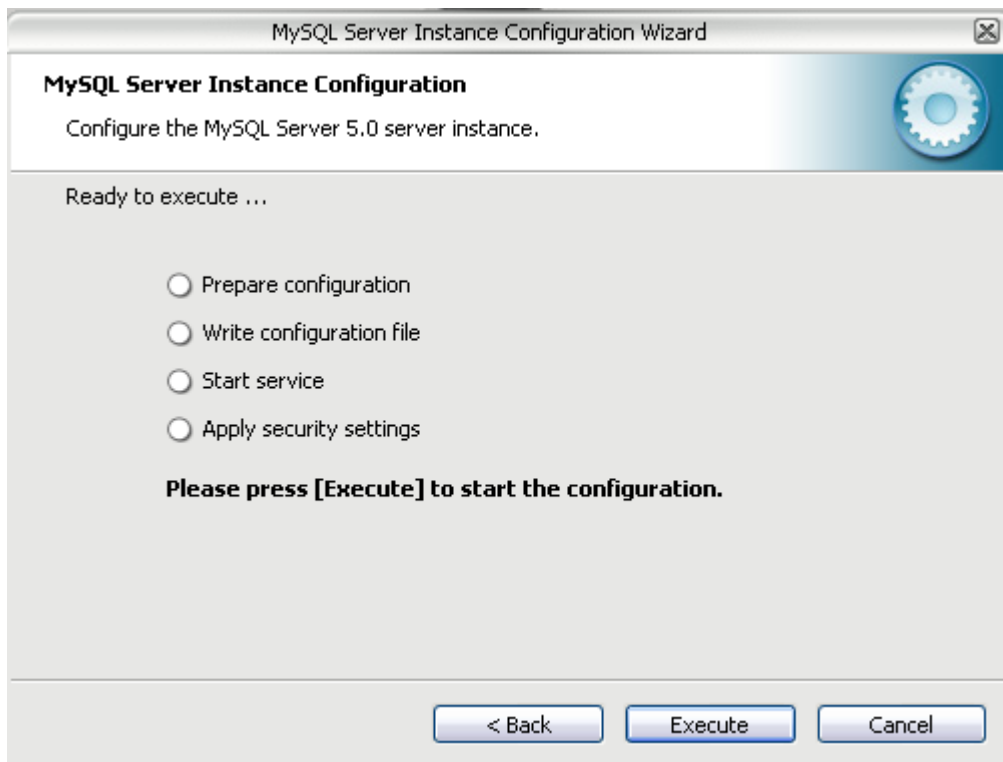 MySQL Server Instance Configuration Wizard
MySQL Server Instance Configuration
Configure the MySQL Server 5.0 server instance.
Ready to execute ...
Prepare configuration
Write configuration file
Start service
Apply security settings
Please press [Execute] to start the configuration.
< Back
Execute
Cancel